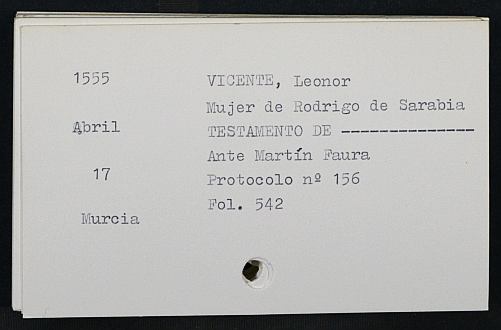 1555
Abril
17
Murcia
VICENTE, Leonor
Mujer de Rodrigo de Sarabia
TESTAMENTO DE ---------------
Ante Martín Faura
Protocolo nº 156
Fol. 542